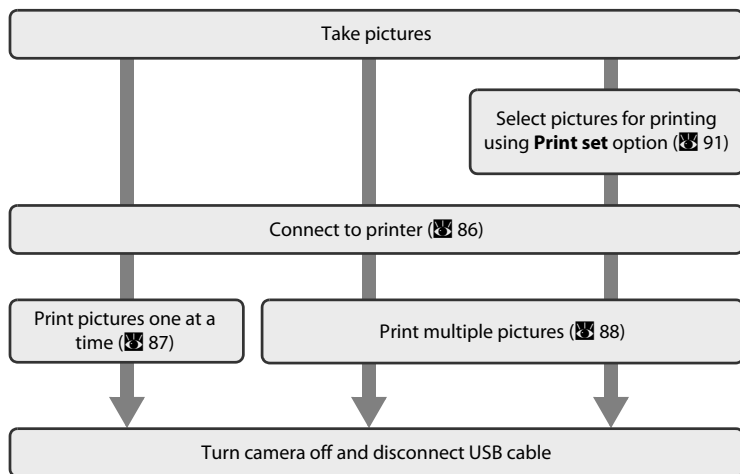 Take pictures
Select pictures for printing
using Print set option (91)
Connect to printer (86)
Print pictures one at a
time (87)
Print multiple pictures (88)
Turn camera off and disconnect USB cable